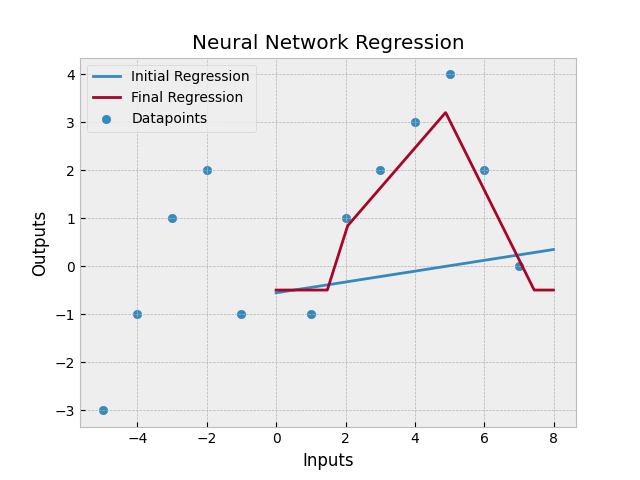 Neural Network Regression
Initial Regression
Final Regression
Datapoints
4
3
2
1
0
−1
−2
−3
Outputs
−4
−2
0
2
4
6
8
Inputs